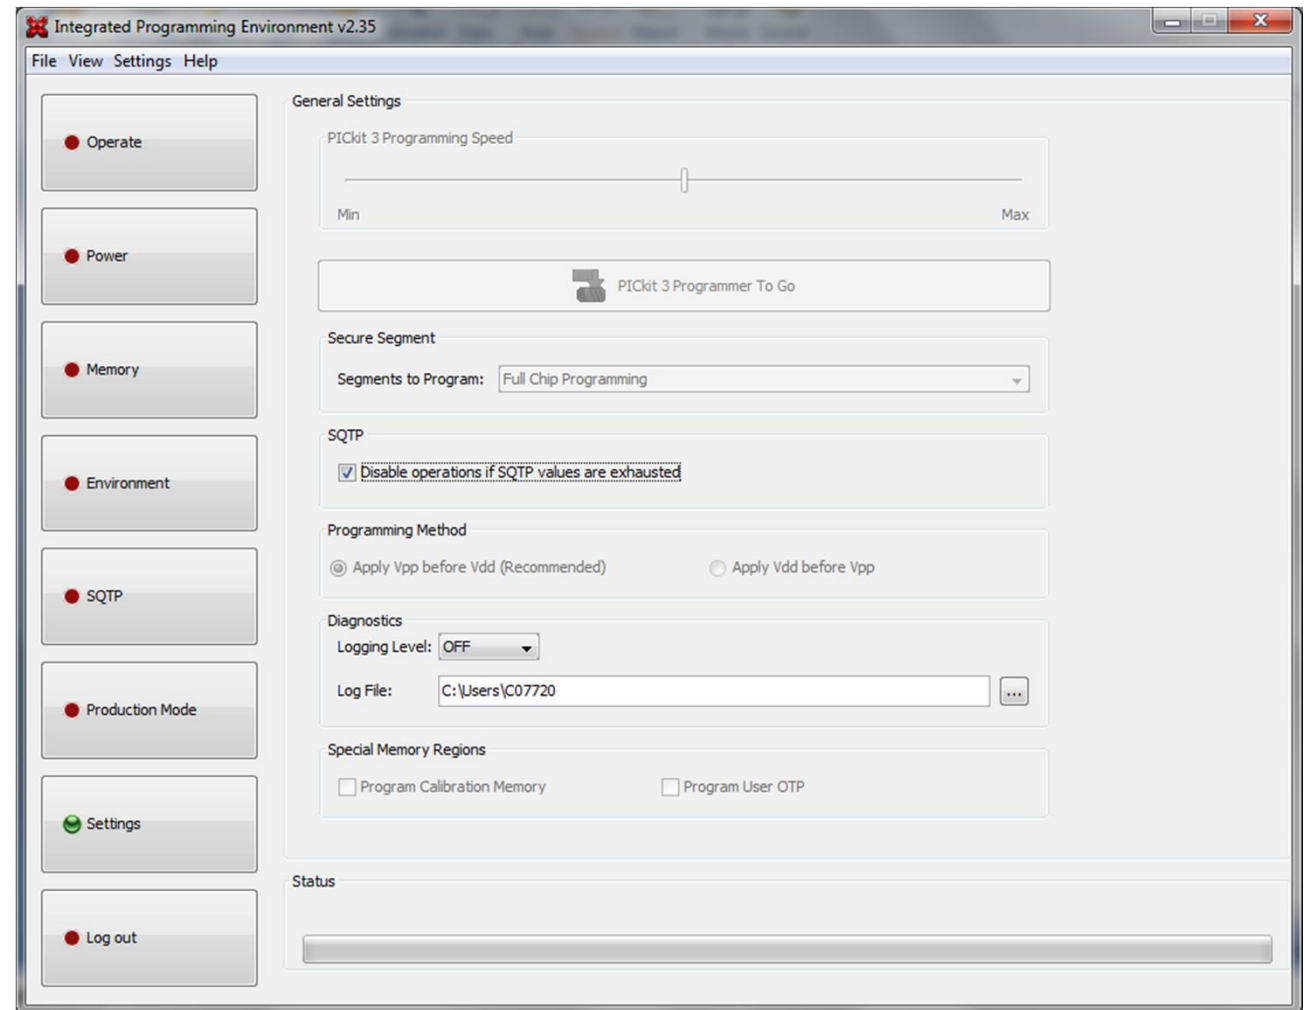 Integrated Programming Environment v2.35
File View Settings Help
Operate
Power
Memory
Environment
SQTP
Production Mode
Settings
Log out
General Settings
PICkit 3 Programming Speed
Min Max
PICkit 3 Programmer To Go
Secure Segment
Segments to Program: Full Chip Programming
SQTP
Disable operations if SQTP values are exhausted
Programming Method
Apply Vpp before Vdd (Recommended) Apply Vdd before Vpp
Diagnostics
Logging Level: OFF
Log File: C:\Users\C07720 ...
Special Memory Regions
Program Calibration Memory Program User OTP
Status